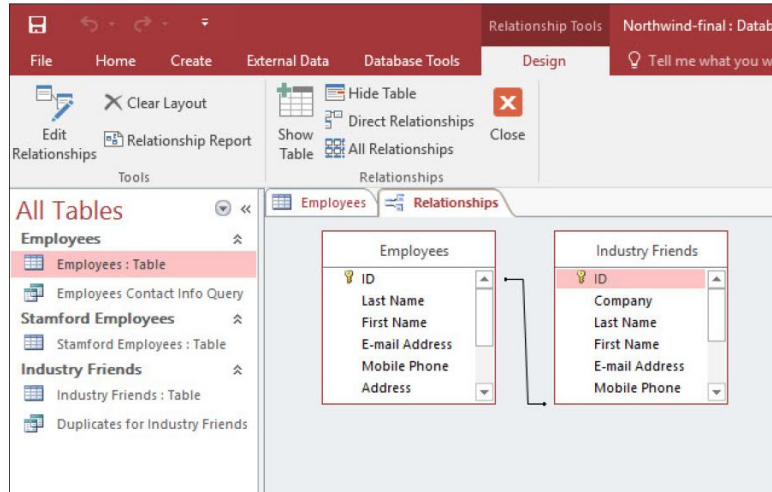 Relationship Tools
Northwind-final : Datab
File
Home
Create
External Data
Database Tools
Design
Tell me what you w
Edit
Relationships
Clear Layout
Relationship Report
Tools
Show
Table
Hide Table
Direct Relationships
All Relationships
Close
Relationships
All Tables
Employees
Employees : Table
Employees Contact Info Query
Stamford Employees
Stamford Employees : Table
Industry Friends
Industry Friends : Table
Duplicates for Industry Friends
Employees
Relationships
Employees
ID
Last Name
First Name
E-mail Address
Mobile Phone
Address
Industry Friends
ID
Company
Last Name
First Name
E-mail Address
Mobile Phone